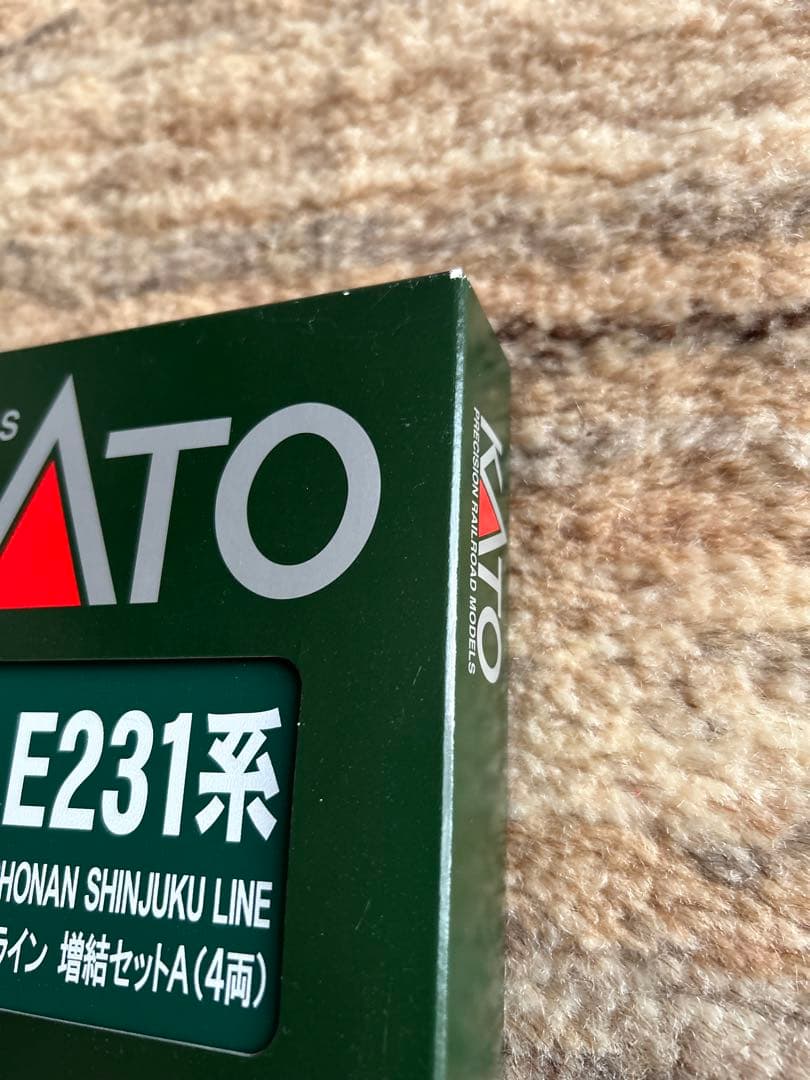 S
KATO
E231系
SHONAN SHINJUKU LINE
ライン 増結セットA(4両)
KATO
PRECISION RAILROAD MODELS